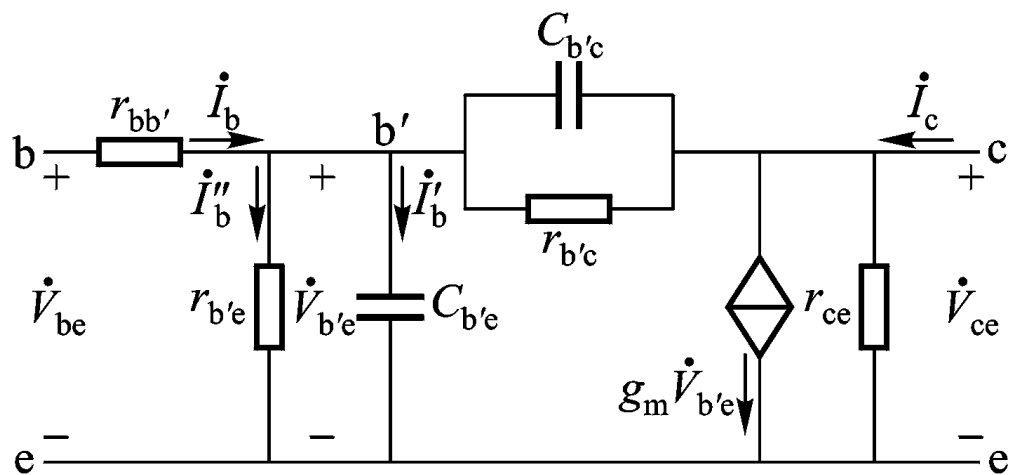 C_b'c
r_bb' İ_b b' İ_c
b c
+ İ''_b + İ'_b +
r_b'c
V̇_be r_b'e V̇_b'e C_b'e r_ce V̇_ce
g_m V̇_b'e
− − −
e e